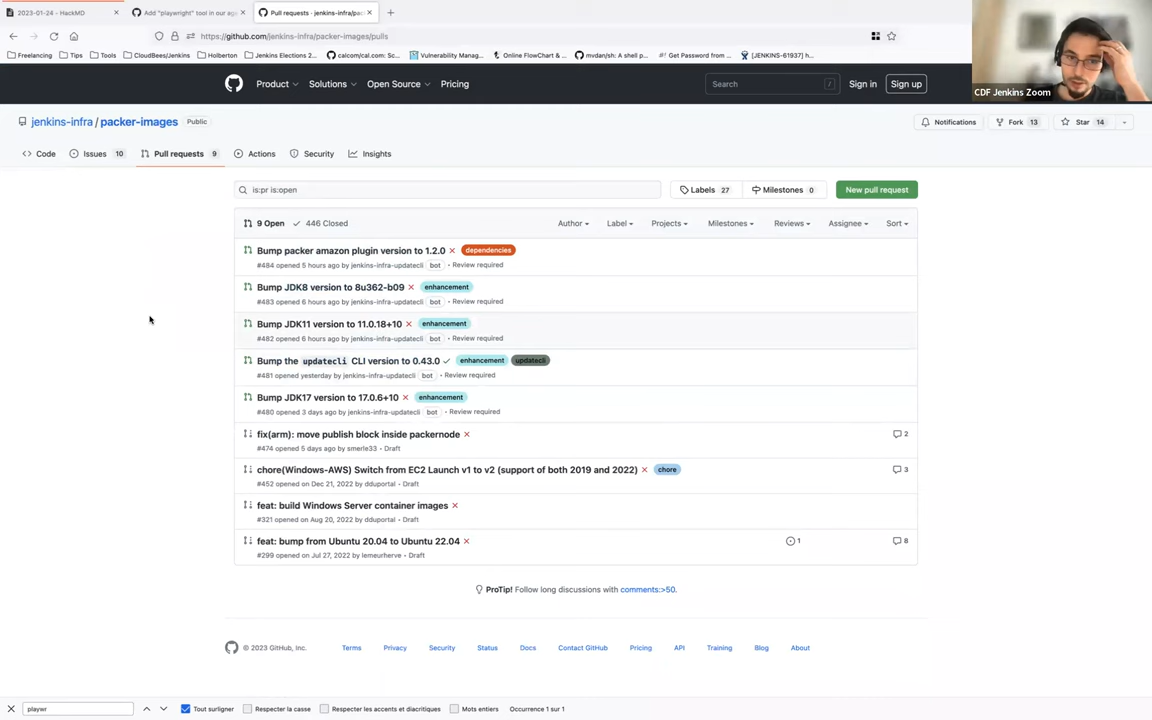 2023-01-24 - HackMD
Add "playwright" tool in our age
Pull requests · jenkins-infra/pac
https://github.com/jenkins-infra/packer-images/pulls
Freelancing Tips Tools CloudBees/Jenkins Holberton Jenkins Elections 2... calcom/cal.com: Sc... Vulnerability Manag... Online FlowChart & ... mvdan/sh: A shell p... Get Password from ... [JENKINS-61937] h...
CDF Jenkins Zoom
Product Solutions Open Source Pricing Search / Sign in Sign up
jenkins-infra / packer-images Public Notifications Fork 13 Star 14
Code Issues 10 Pull requests 9 Actions Security Insights
is:pr is:open Labels 27 Milestones 0 New pull request
9 Open 446 Closed Author Label Projects Milestones Reviews Assignee Sort
Bump packer amazon plugin version to 1.2.0 dependencies
#484 opened 5 hours ago by jenkins-infra-updatecli bot • Review required
Bump JDK8 version to 8u362-b09 enhancement
#483 opened 6 hours ago by jenkins-infra-updatecli bot • Review required
Bump JDK11 version to 11.0.18+10 enhancement
#482 opened 6 hours ago by jenkins-infra-updatecli bot • Review required
Bump the updatecli CLI version to 0.43.0 enhancement updatecli
#481 opened yesterday by jenkins-infra-updatecli bot • Review required
Bump JDK17 version to 17.0.6+10 enhancement
#480 opened 3 days ago by jenkins-infra-updatecli bot • Review required
fix(arm): move publish block inside packernode 2
#474 opened 5 days ago by smerle33 • Draft
chore(Windows-AWS) Switch from EC2 Launch v1 to v2 (support of both 2019 and 2022) chore 3
#452 opened on Dec 21, 2022 by dduportal • Draft
feat: build Windows Server container images
#321 opened on Aug 20, 2022 by dduportal • Draft
feat: bump from Ubuntu 20.04 to Ubuntu 22.04 1 8
#299 opened on Jul 27, 2022 by lemeurherve • Draft
ProTip! Follow long discussions with comments:>50.
© 2023 GitHub, Inc. Terms Privacy Security Status Docs Contact GitHub Pricing API Training Blog About
playwr Tout surligner Respecter la casse Respecter les accents et diacritiques Mots entiers Occurrence 1 sur 1